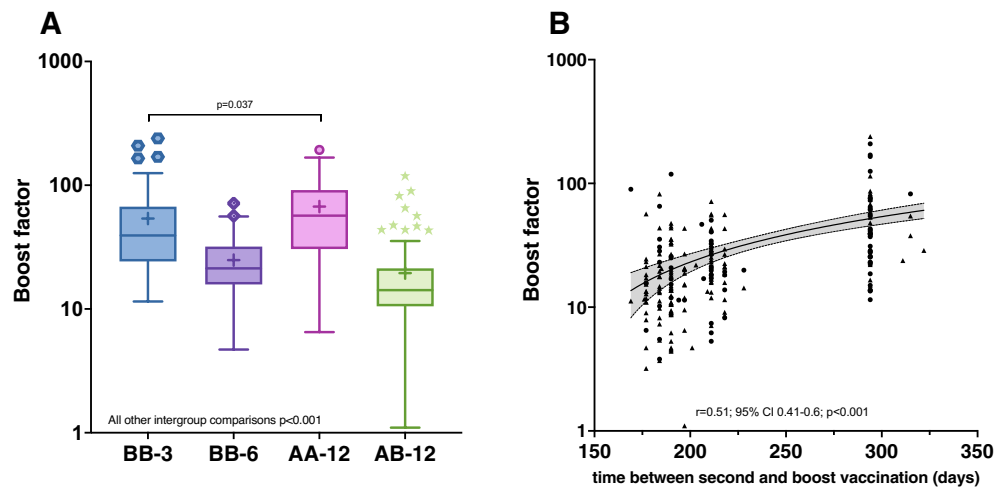 A
1000
100
10
1
Boost factor
p=0.037
All other intergroup comparisons p<0.001
BB-3 BB-6 AA-12 AB-12
B
1000
100
10
1
Boost factor
r=0.51; 95% CI 0.41-0.6; p<0.001
150 200 250 300 350
time between second and boost vaccination (days)